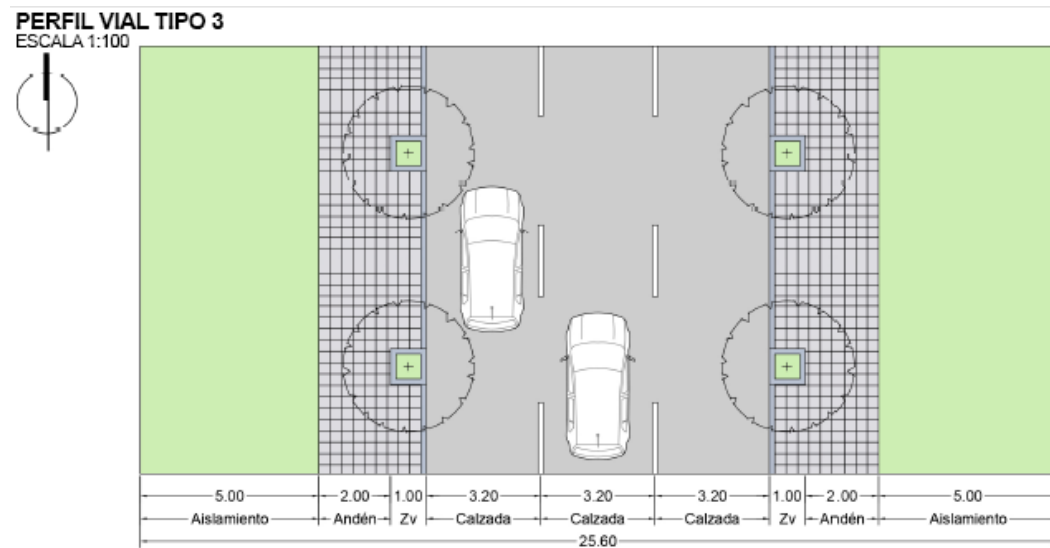 PERFIL VIAL TIPO 3
ESCALA 1:100
5.00 2.00 1.00 3.20 3.20 3.20 1.00 2.00 5.00
Aislamiento Andén Zv Calzada Calzada Calzada Zv Andén Aislamiento
25.60